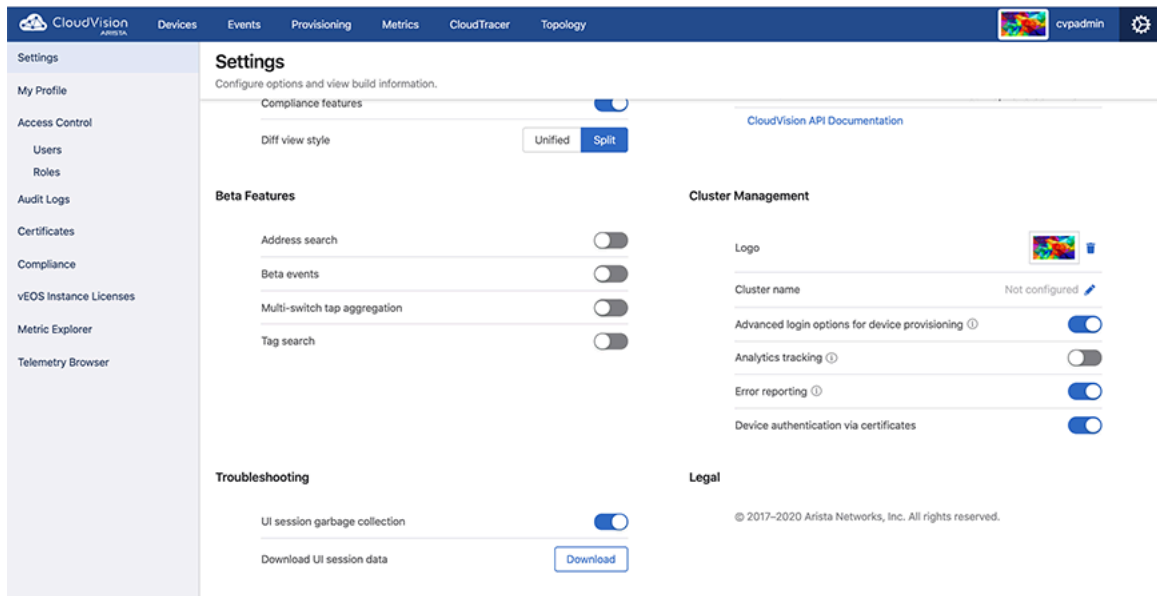 CloudVision
ARISTA
Devices
Events
Provisioning
Metrics
CloudTracer
Topology
cvpadmin
Settings
My Profile
Access Control
Users
Roles
Audit Logs
Certificates
Compliance
vEOS Instance Licenses
Metric Explorer
Telemetry Browser
Settings
Configure options and view build information.
Compliance features
Diff view style
Unified
Split
CloudVision API Documentation
Beta Features
Address search
Beta events
Multi-switch tap aggregation
Tag search
Cluster Management
Logo
Cluster name
Not configured
Advanced login options for device provisioning
Analytics tracking
Error reporting
Device authentication via certificates
Troubleshooting
UI session garbage collection
Download UI session data
Download
Legal
© 2017–2020 Arista Networks, Inc. All rights reserved.